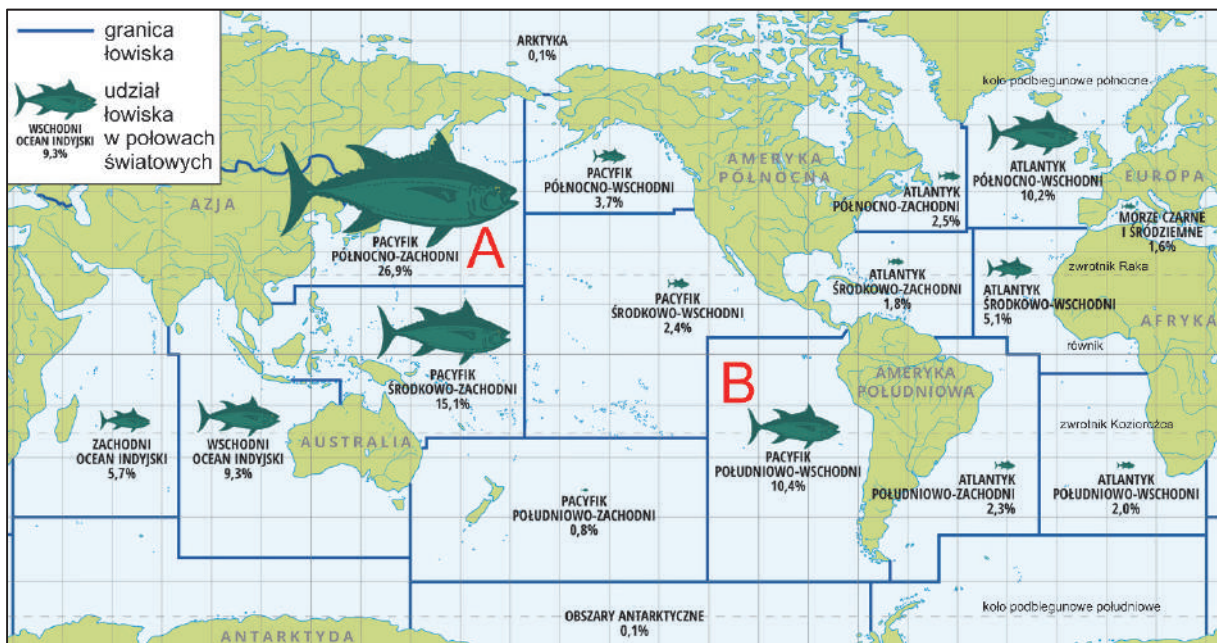 granica
łowiska
udział
łowiska
w połowach
światowych
WSCHODNI
OCEAN INDYJSKI
9,3%
ARKTYKA
0,1%
koło podbiegunowe północne
AZJA
PACYFIK
PÓŁNOCNO-ZACHODNI
26,9%
A
PACYFIK
PÓŁNOCNO-WSCHODNI
3,7%
AMERYKA
PÓŁNOCNA
ATLANTYK
PÓŁNOCNO-ZACHODNI
2,5%
ATLANTYK
PÓŁNOCNO-WSCHODNI
10,2%
EUROPA
MORZE CZARNE
I ŚRÓDZIEMNE
1,6%
zwrotnik Raka
PACYFIK
ŚRODKOWO-ZACHODNI
15,1%
PACYFIK
ŚRODKOWO-WSCHODNI
2,4%
ATLANTYK
ŚRODKOWO-ZACHODNI
1,8%
ATLANTYK
ŚRODKOWO-WSCHODNI
5,1%
AFRYKA
równik
B
AMERYKA
POŁUDNIOWA
ZACHODNI
OCEAN INDYJSKI
5,7%
WSCHODNI
OCEAN INDYJSKI
9,3%
AUSTRALIA
zwrotnik Koziorożca
PACYFIK
POŁUDNIOWO-ZACHODNI
0,8%
PACYFIK
POŁUDNIOWO-WSCHODNI
10,4%
ATLANTYK
POŁUDNIOWO-ZACHODNI
2,3%
ATLANTYK
POŁUDNIOWO-WSCHODNI
2,0%
OBSZARY ANTARKTYCZNE
0,1%
koło podbiegunowe południowe
ANTARKTYDA